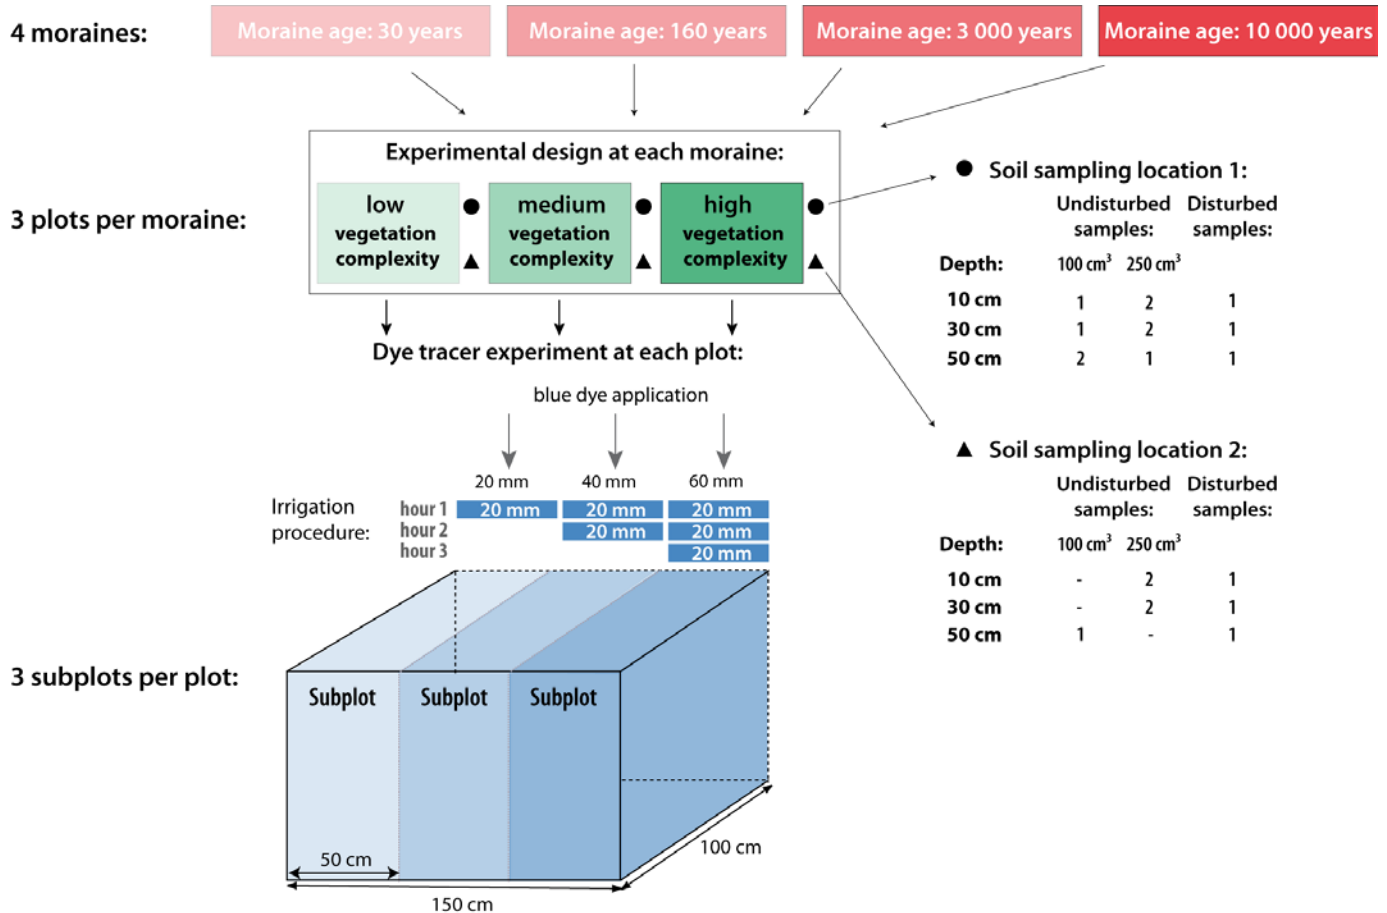 4 moraines:
Moraine age: 30 years
Moraine age: 160 years
Moraine age: 3 000 years
Moraine age: 10 000 years
3 plots per moraine:
Experimental design at each moraine:
low
vegetation
complexity
medium
vegetation
complexity
high
vegetation
complexity
Soil sampling location 1:
Undisturbed Disturbed
samples: samples:
Depth: 100 cm³ 250 cm³
10 cm 1 2 1
30 cm 1 2 1
50 cm 2 1 1
Dye tracer experiment at each plot:
blue dye application
20 mm 40 mm 60 mm
Irrigation
procedure:
hour 1 20 mm 20 mm 20 mm
hour 2 20 mm 20 mm
hour 3 20 mm
Soil sampling location 2:
Undisturbed Disturbed
samples: samples:
Depth: 100 cm³ 250 cm³
10 cm - 2 1
30 cm - 2 1
50 cm 1 - 1
3 subplots per plot:
Subplot Subplot Subplot
50 cm
100 cm
150 cm